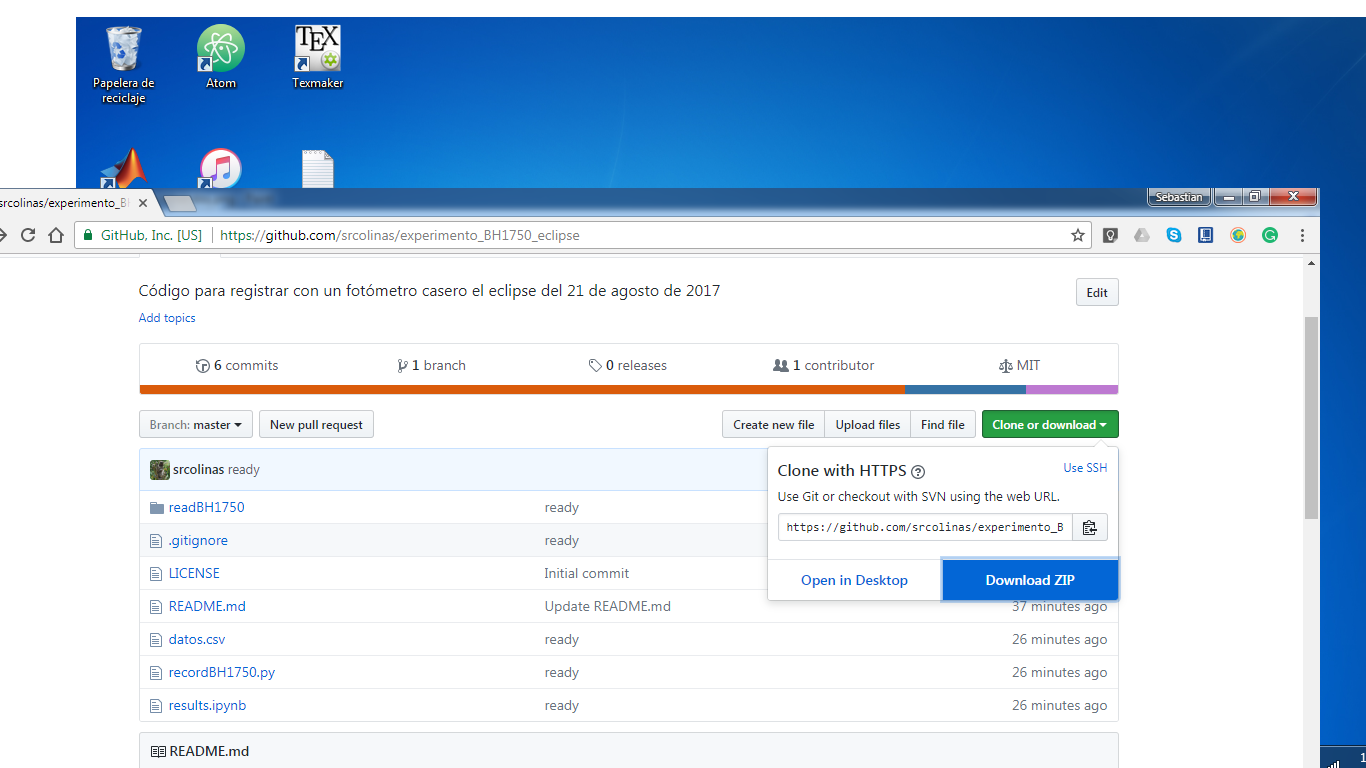 TEX
Papelera de
reciclaje
Atom
Texmaker
srcolinas/experimento_B
Sebastian
GitHub, Inc. [US]
https://github.com/srcolinas/experimento_BH1750_eclipse
Código para registrar con un fotómetro casero el eclipse del 21 de agosto de 2017
Edit
Add topics
6 commits
1 branch
0 releases
1 contributor
MIT
Branch: master
New pull request
Create new file
Upload files
Find file
Clone or download
srcolinas ready
Clone with HTTPS
Use SSH
Use Git or checkout with SVN using the web URL.
https://github.com/srcolinas/experimento_B
Open in Desktop
Download ZIP
readBH1750 ready
.gitignore ready
LICENSE Initial commit
README.md Update README.md 37 minutes ago
datos.csv ready 26 minutes ago
recordBH1750.py ready 26 minutes ago
results.ipynb ready 26 minutes ago
README.md